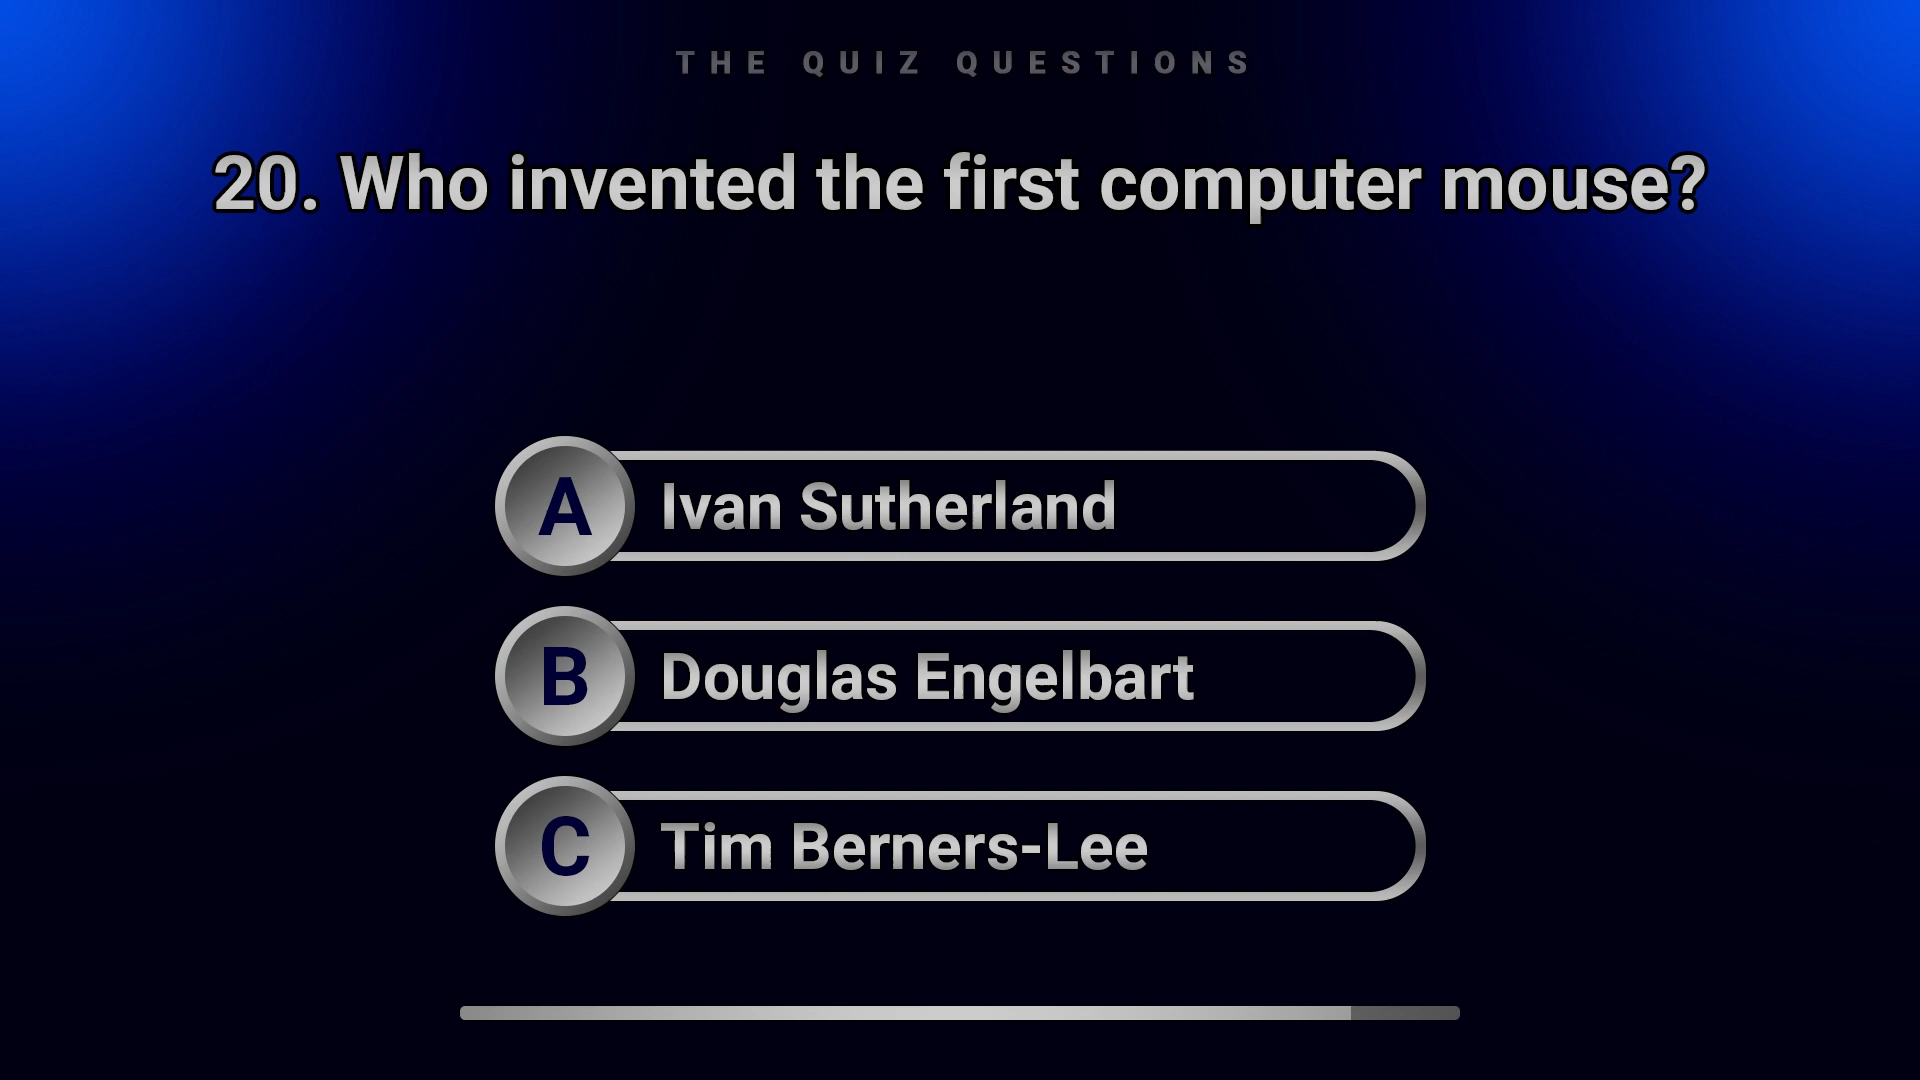 THE QUIZ QUESTIONS
20. Who invented the first computer mouse?
A Ivan Sutherland
B Douglas Engelbart
C Tim Berners-Lee